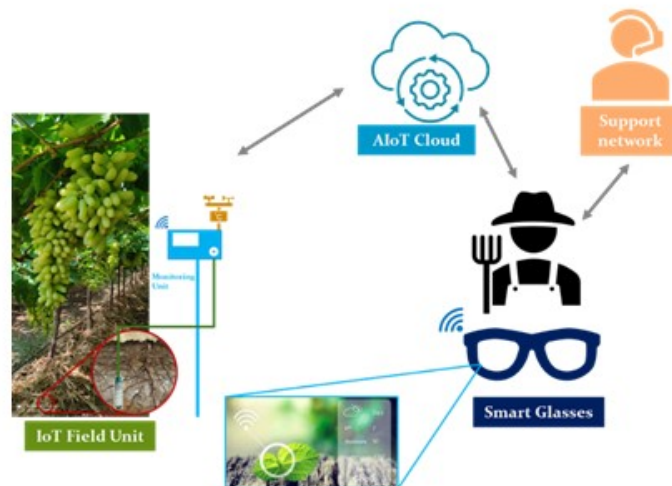 AIoT Cloud
Support
network
Monitoring
Unit
IoT Field Unit
Smart Glasses